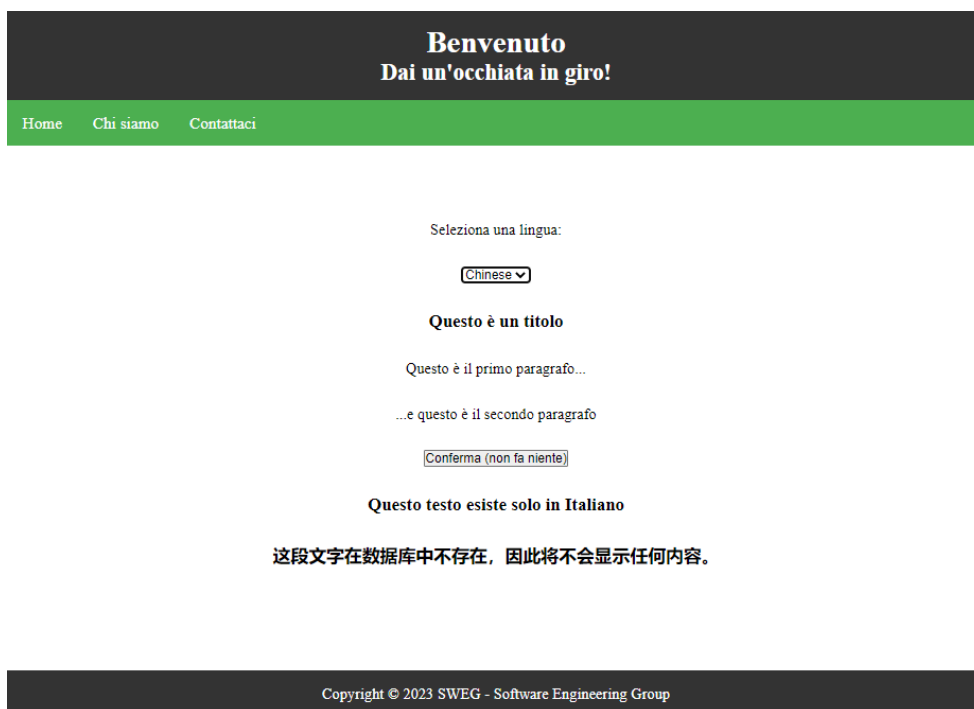 Benvenuto
Dai un'occhiata in giro!
Home Chi siamo Contattaci
Seleziona una lingua:
Chinese
Questo è un titolo
Questo è il primo paragrafo...
...e questo è il secondo paragrafo
Conferma (non fa niente)
Questo testo esiste solo in Italiano
这段文字在数据库中不存在，因此将不会显示任何内容。
Copyright © 2023 SWEG - Software Engineering Group